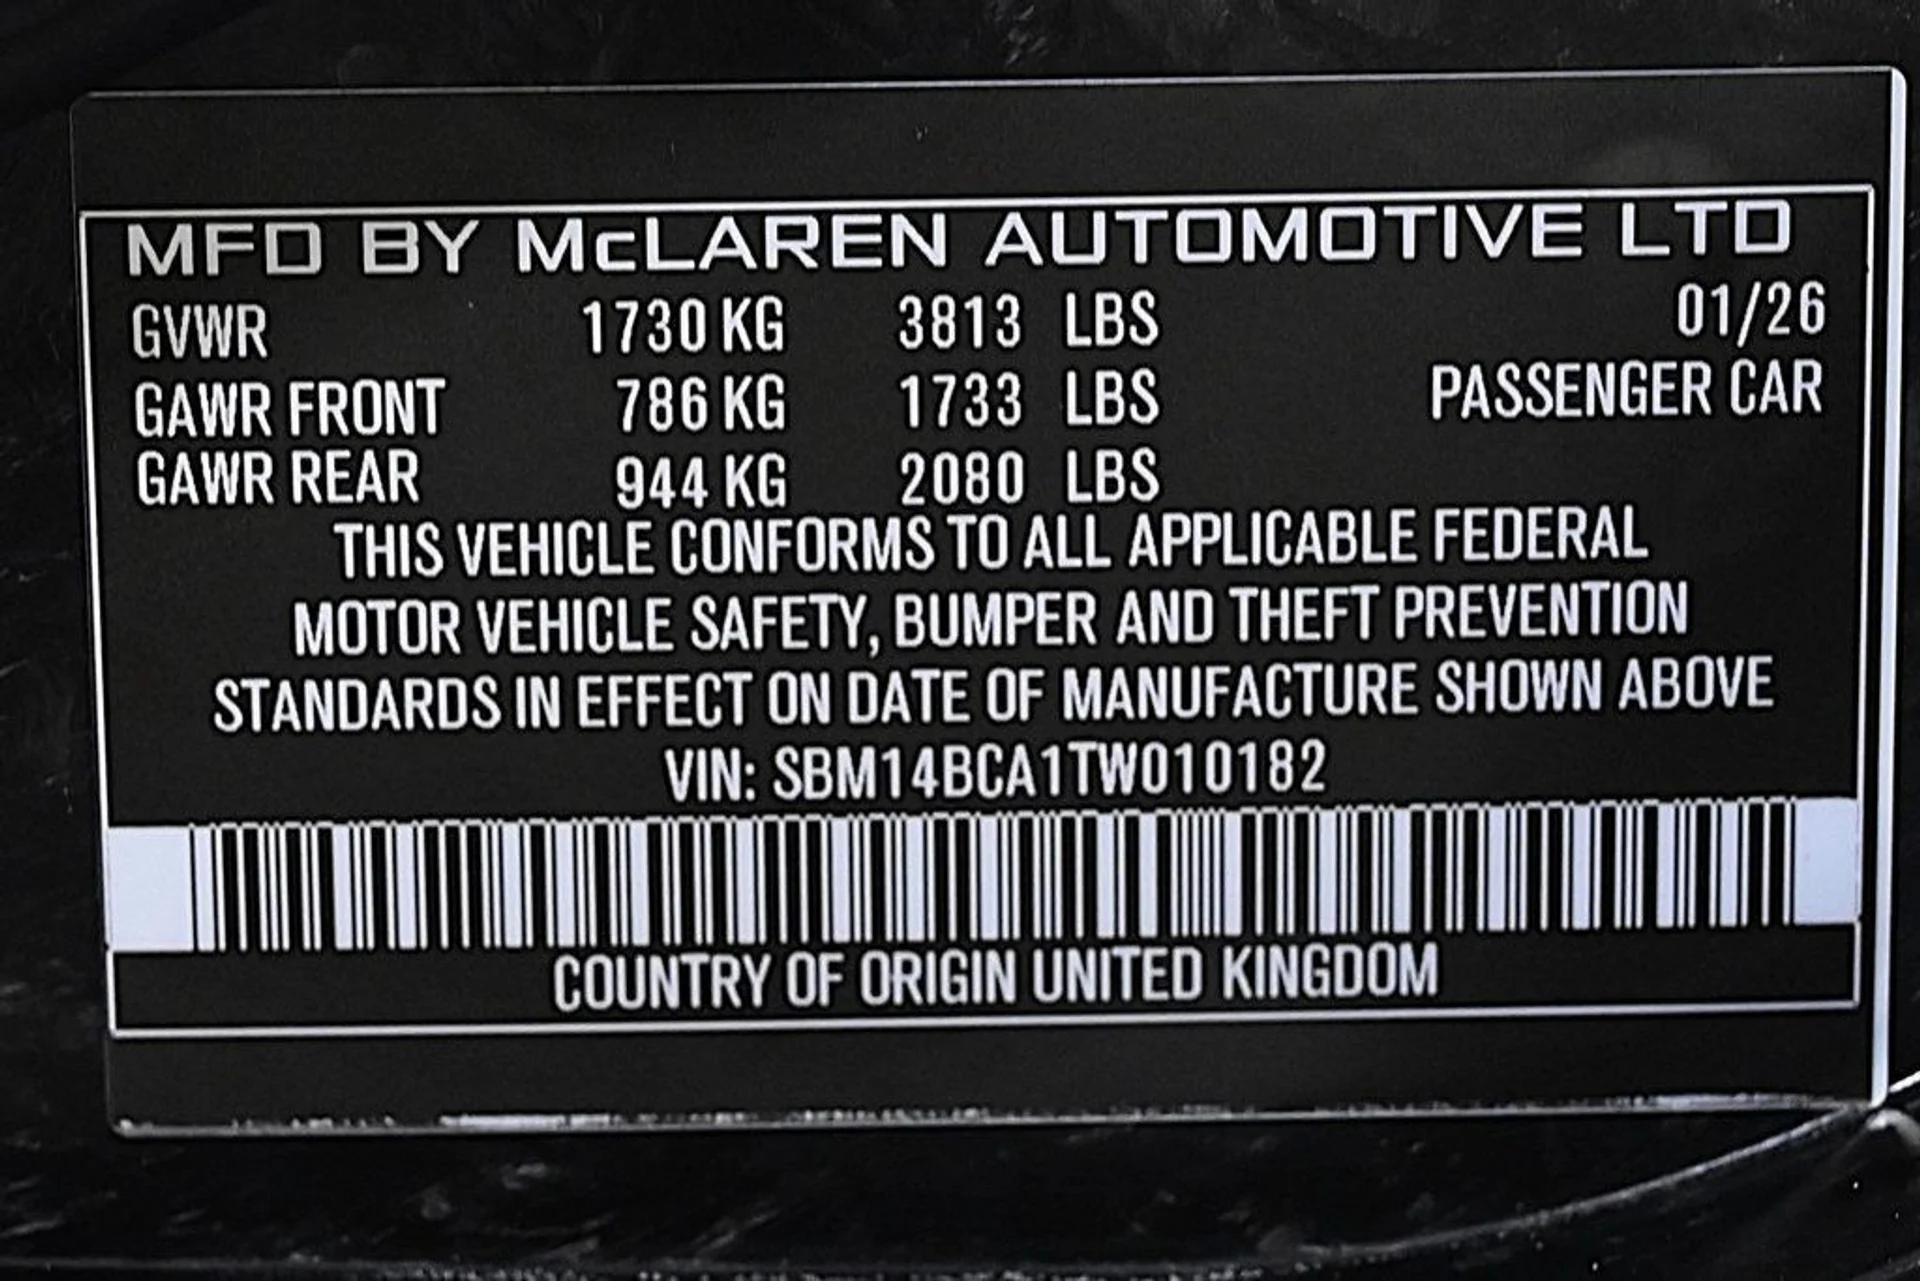 MFD BY McLAREN AUTOMOTIVE LTD
GVWR 1730 KG 3813 LBS 01/26
GAWR FRONT 786 KG 1733 LBS PASSENGER CAR
GAWR REAR 944 KG 2080 LBS
THIS VEHICLE CONFORMS TO ALL APPLICABLE FEDERAL
MOTOR VEHICLE SAFETY, BUMPER AND THEFT PREVENTION
STANDARDS IN EFFECT ON DATE OF MANUFACTURE SHOWN ABOVE
VIN: SBM14BCA1TW010182
COUNTRY OF ORIGIN UNITED KINGDOM